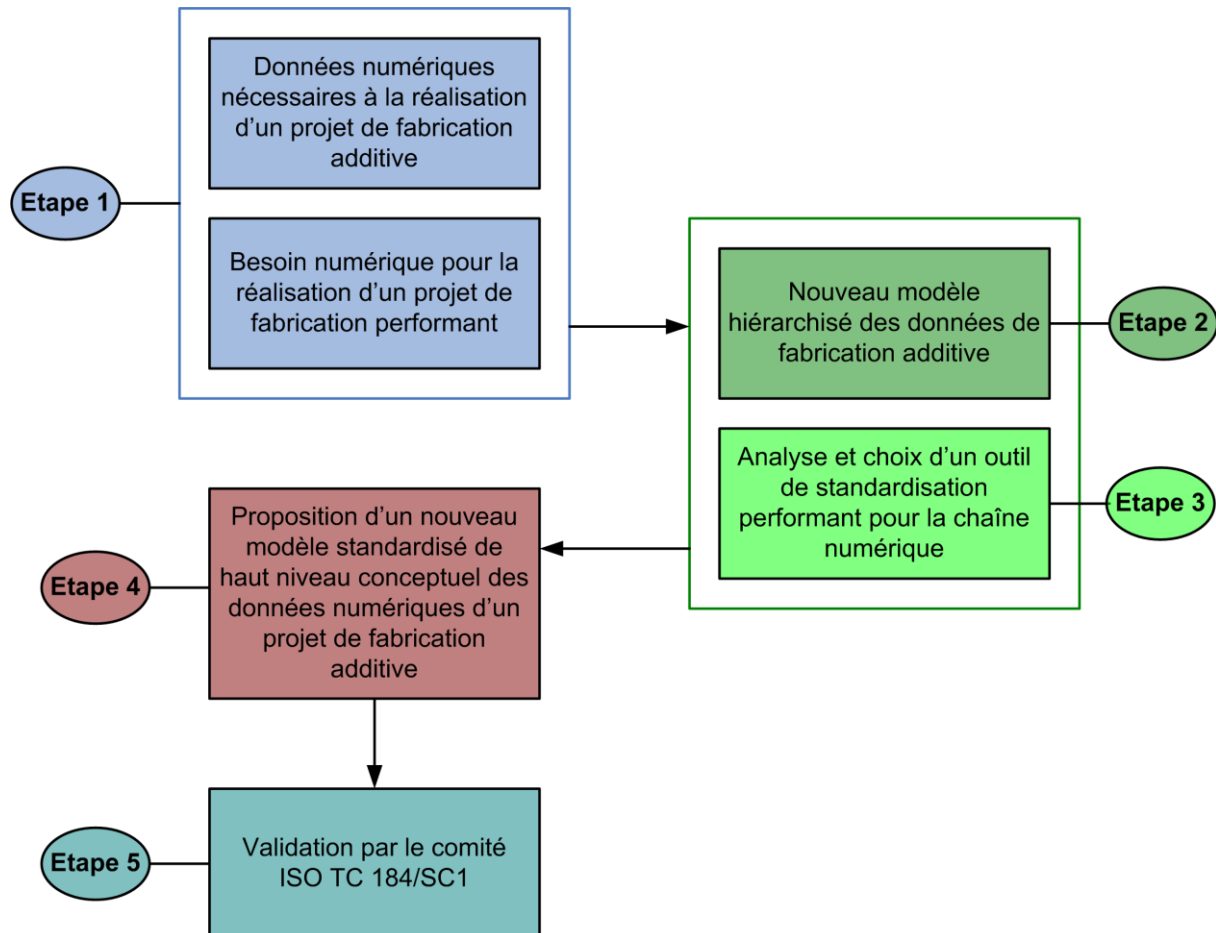 Données numériques
nécessaires à la réalisation
d'un projet de fabrication
additive
Etape 1
Besoin numérique pour la
réalisation d'un projet de
fabrication performant
Nouveau modèle
hiérarchisé des données de
fabrication additive
Etape 2
Analyse et choix d'un outil
de standardisation
performant pour la chaîne
numérique
Etape 3
Proposition d'un nouveau
modèle standardisé de
haut niveau conceptuel des
données numériques d'un
projet de fabrication
additive
Etape 4
Validation par le comité
ISO TC 184/SC1
Etape 5